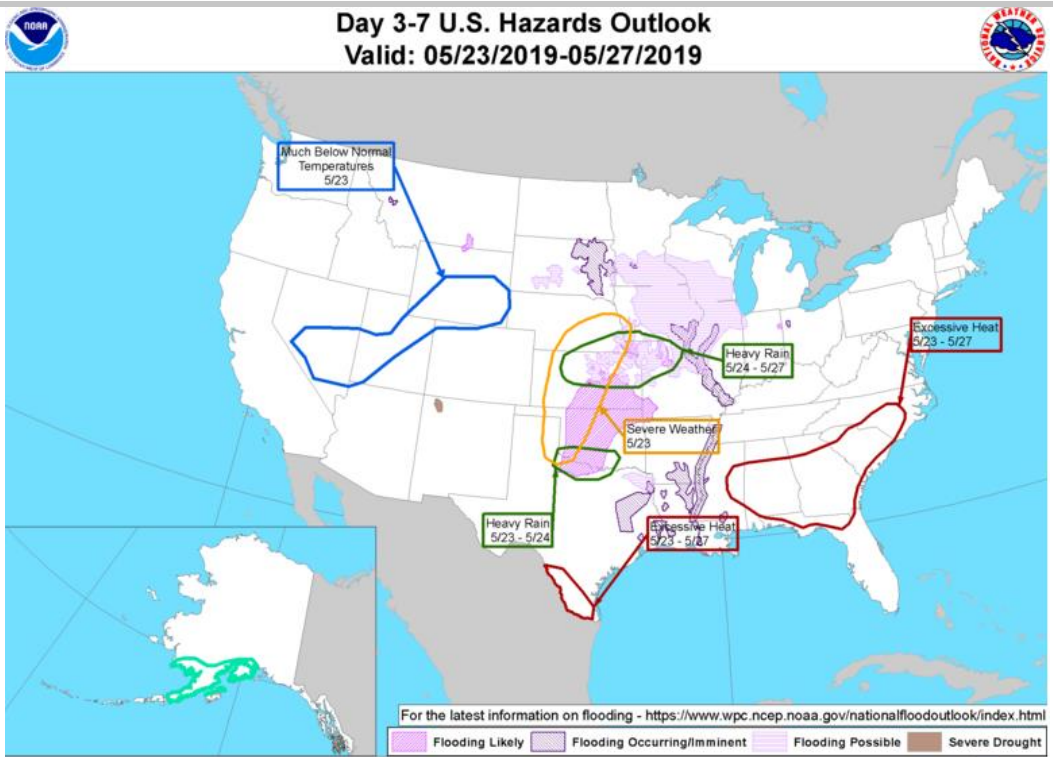 Day 3-7 U.S. Hazards Outlook
Valid: 05/23/2019-05/27/2019
NOAA
NATIONAL WEATHER SERVICE
Much Below Normal
Temperatures
5/23
Excessive Heat
5/23 - 5/27
Heavy Rain
5/24 - 5/27
Severe Weather
5/23
Heavy Rain
5/23 - 5/24
Excessive Heat
5/23 - 5/27
For the latest information on flooding - https://www.wpc.ncep.noaa.gov/nationalfloodoutlook/index.html
Flooding Likely Flooding Occurring/Imminent Flooding Possible Severe Drought